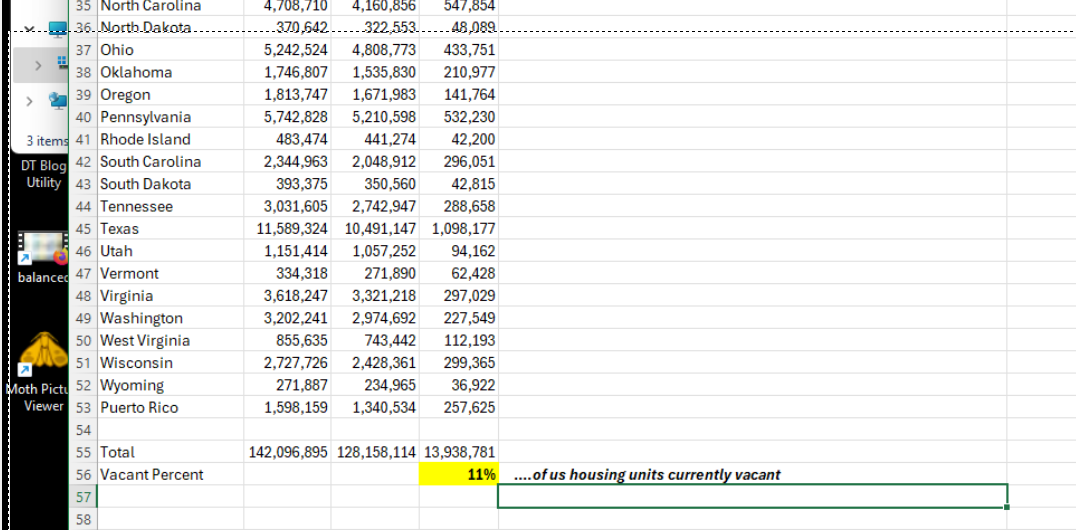 35 North Carolina 4,708,710 4,160,856 547,854
36 North Dakota 370,642 322,553 48,089
37 Ohio 5,242,524 4,808,773 433,751
38 Oklahoma 1,746,807 1,535,830 210,977
39 Oregon 1,813,747 1,671,983 141,764
40 Pennsylvania 5,742,828 5,210,598 532,230
3 items 41 Rhode Island 483,474 441,274 42,200
DT Blog 42 South Carolina 2,344,963 2,048,912 296,051
Utility 43 South Dakota 393,375 350,560 42,815
44 Tennessee 3,031,605 2,742,947 288,658
45 Texas 11,589,324 10,491,147 1,098,177
46 Utah 1,151,414 1,057,252 94,162
balanced 47 Vermont 334,318 271,890 62,428
48 Virginia 3,618,247 3,321,218 297,029
49 Washington 3,202,241 2,974,692 227,549
50 West Virginia 855,635 743,442 112,193
51 Wisconsin 2,727,726 2,428,361 299,365
Moth Pictu 52 Wyoming 271,887 234,965 36,922
Viewer 53 Puerto Rico 1,598,159 1,340,534 257,625
54
55 Total 142,096,895 128,158,114 13,938,781
56 Vacant Percent 11% ....of us housing units currently vacant
57
58